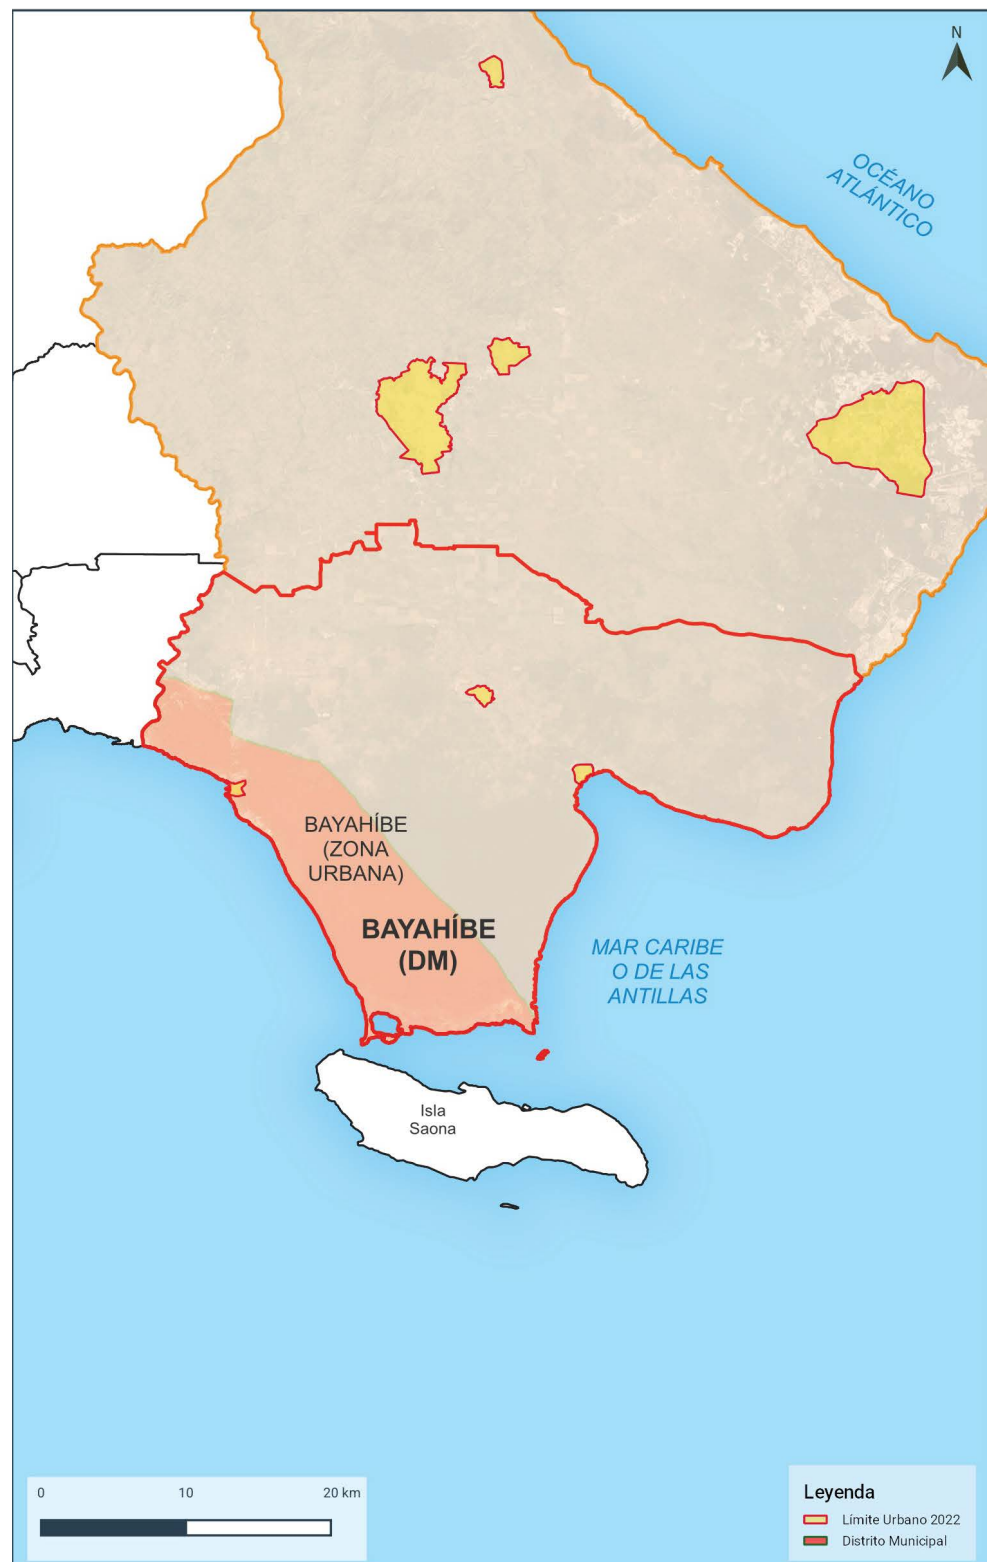 N
OCÉANO
ATLÁNTICO
BAYAHÍBE
(ZONA
URBANA)
BAYAHÍBE
(DM)
MAR CARIBE
O DE LAS
ANTILLAS
Isla
Saona
0 10 20 km
Leyenda
Límite Urbano 2022
Distrito Municipal